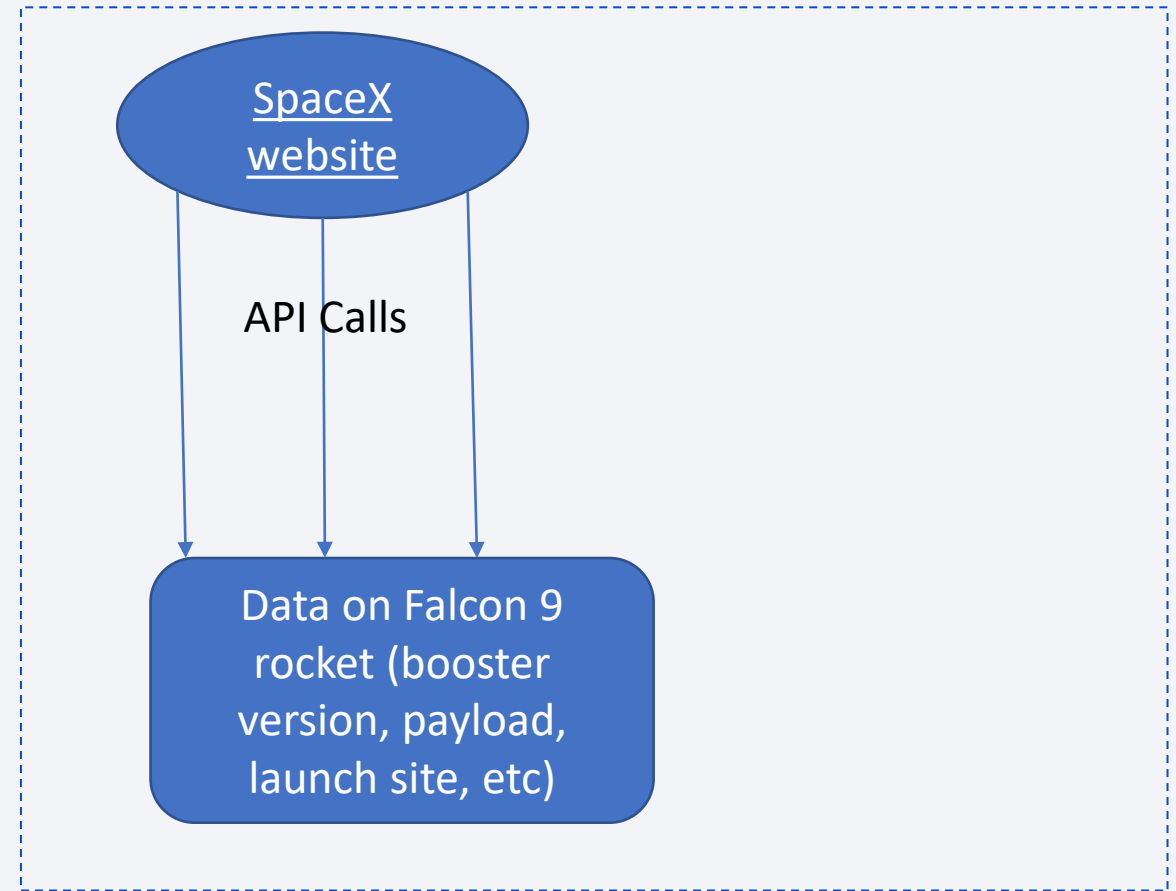 SpaceX
website
API Calls
Data on Falcon 9
rocket (booster
version, payload,
launch site, etc)